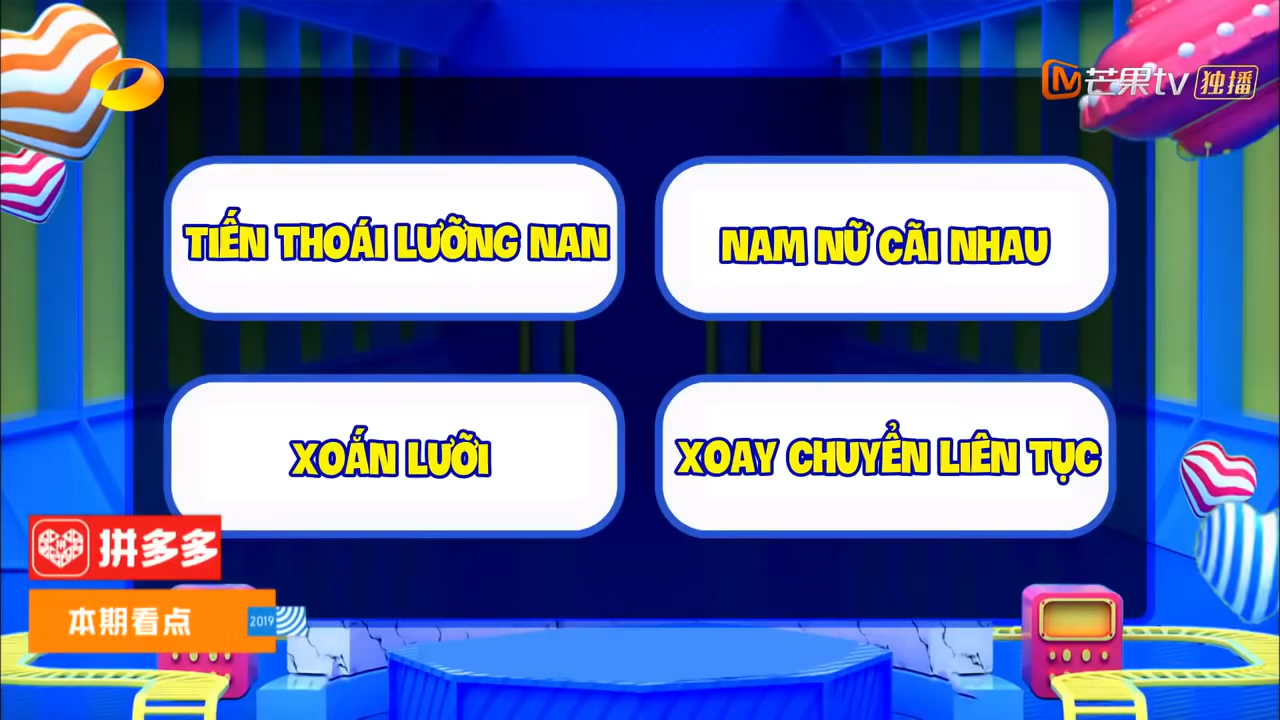 芒果tv 独播
TIẾN THOÁI LƯỠNG NAN
NAM NỮ CÃI NHAU
XOẮN LƯỠI
XOAY CHUYỂN LIÊN TỤC
拼多多
本期看点
2019